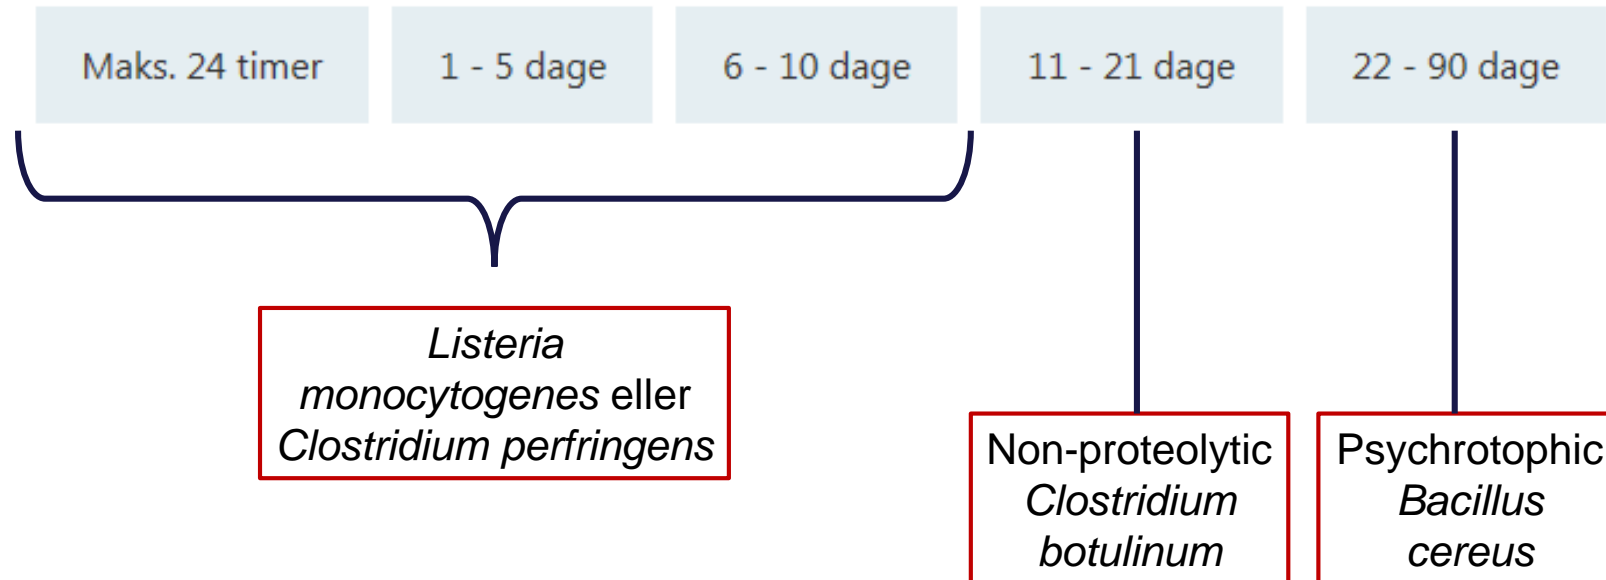 Maks. 24 timer
1 - 5 dage
6 - 10 dage
11 - 21 dage
22 - 90 dage
Listeria
monocytogenes eller
Clostridium perfringens
Non-proteolytic
Clostridium
botulinum
Psychrotophic
Bacillus
cereus